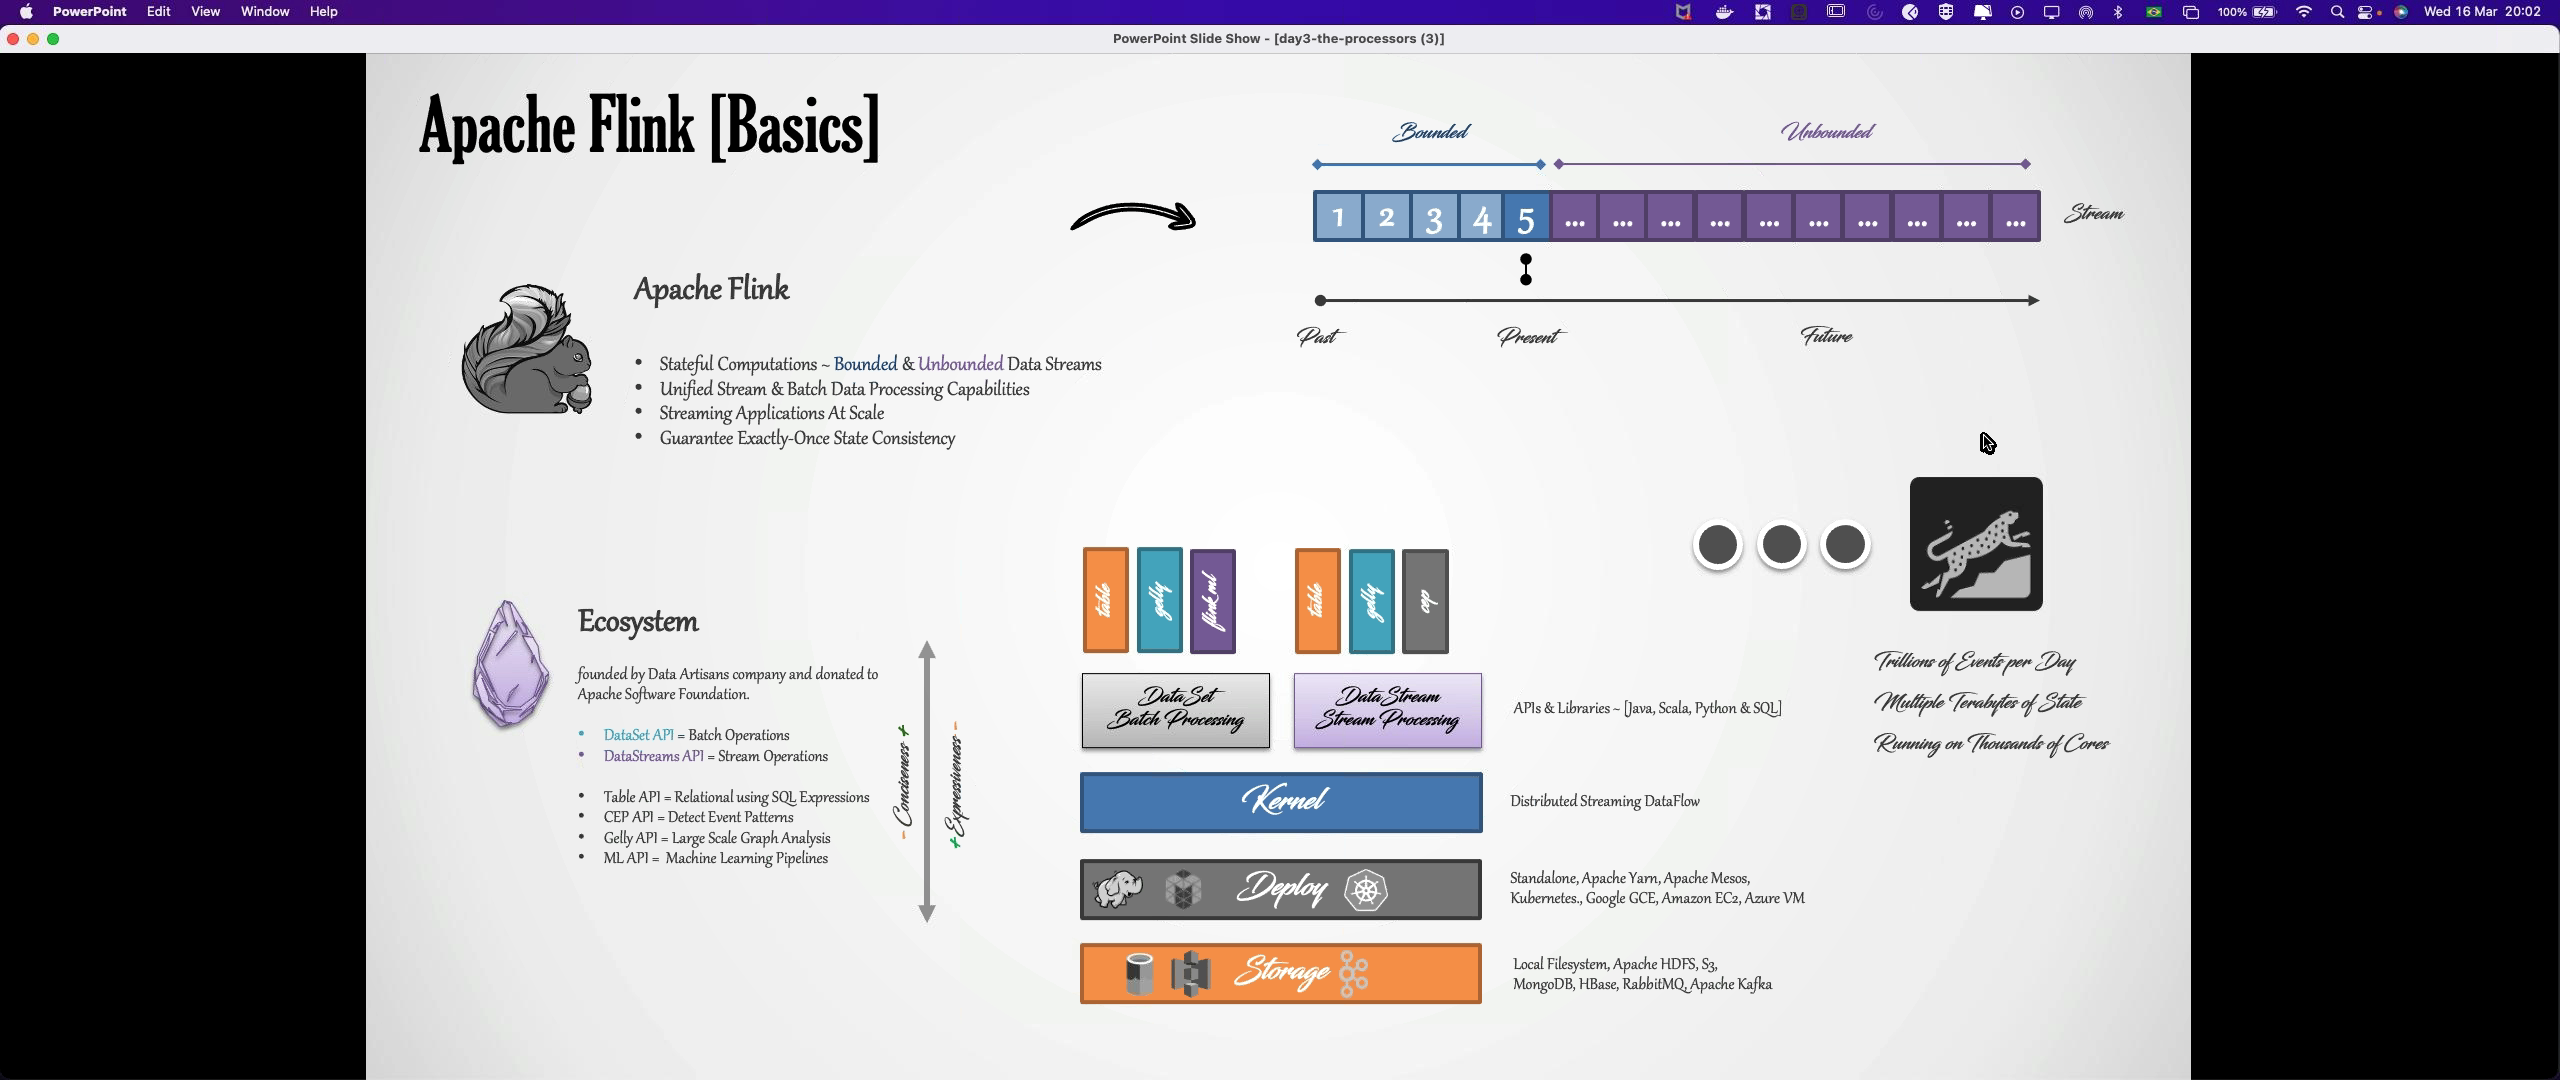 PowerPoint Edit View Window Help
100% Wed 16 Mar 20:02
PowerPoint Slide Show - [day3-the-processors (3)]
Apache Flink [Basics]
Bounded Unbounded
1 2 3 4 5 ... ... ... ... ... ... ... ... ... ...
Stream
Past Present Future
Apache Flink
• Stateful Computations ~ Bounded & Unbounded Data Streams
• Unified Stream & Batch Data Processing Capabilities
• Streaming Applications At Scale
• Guarantee Exactly-Once State Consistency
Ecosystem
founded by Data Artisans company and donated to
Apache Software Foundation.
• DataSet API = Batch Operations
• DataStreams API = Stream Operations
• Table API = Relational using SQL Expressions
• CEP API = Detect Event Patterns
• Gelly API = Large Scale Graph Analysis
• ML API = Machine Learning Pipelines
- Conciseness +
+ Expressiveness -
table gelly flink ml
table gelly cep
DataSet
Batch Processing
DataStream
Stream Processing
APIs & Libraries ~ [Java, Scala, Python & SQL]
Kernel
Distributed Streaming DataFlow
Deploy
Standalone, Apache Yarn, Apache Mesos,
Kubernetes., Google GCE, Amazon EC2, Azure VM
Storage
Local Filesystem, Apache HDFS, S3,
MongoDB, HBase, RabbitMQ, Apache Kafka
Trillions of Events per Day
Multiple Terabytes of State
Running on Thousands of Cores